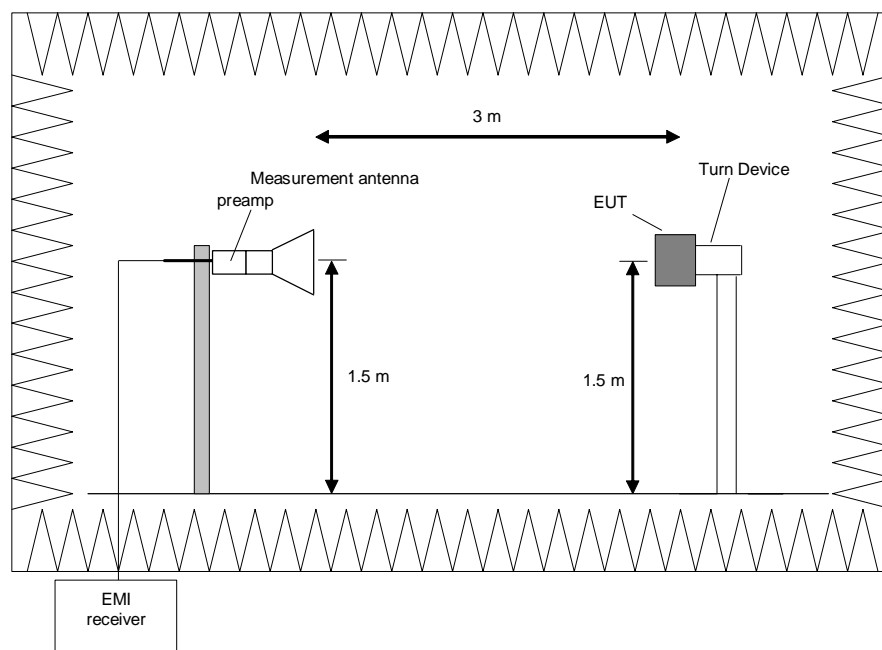 3 m
Measurement antenna
preamp
Turn Device
EUT
1.5 m
1.5 m
EMI
receiver